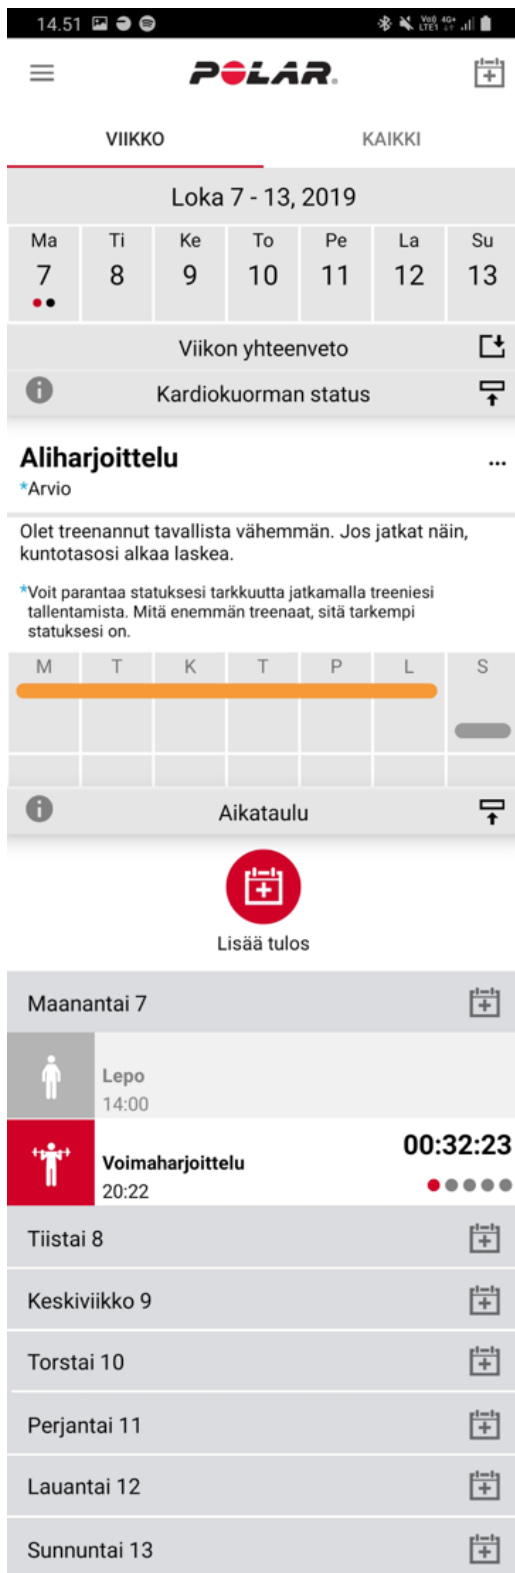 14.51
Vo)) 4G+
LTE1
POLAR.
VIIKKO KAIKKI
Loka 7 - 13, 2019
Ma Ti Ke To Pe La Su
7 8 9 10 11 12 13
Viikon yhteenveto
Kardiokuorman status
Aliharjoittelu ...
*Arvio
Olet treenannut tavallista vähemmän. Jos jatkat näin,
kuntotasosi alkaa laskea.
*Voit parantaa statuksesi tarkkuutta jatkamalla treeniesi
tallentamista. Mitä enemmän treenaat, sitä tarkempi
statuksesi on.
M T K T P L S
Aikataulu
Lisää tulos
Maanantai 7
Lepo
14:00
00:32:23
Voimaharjoittelu
20:22
Tiistai 8
Keskiviikko 9
Torstai 10
Perjantai 11
Lauantai 12
Sunnuntai 13